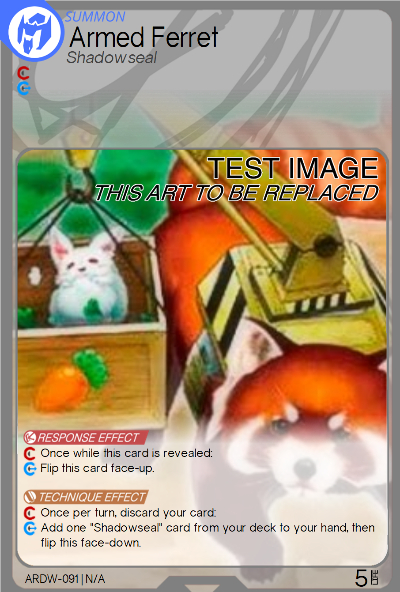 SUMMON
Armed Ferret
Shadowseal
TEST IMAGE
THIS ART TO BE REPLACED
RESPONSE EFFECT
Once while this card is revealed:
Flip this card face-up.
TECHNIQUE EFFECT
Once per turn, discard your card:
Add one "Shadowseal" card from your deck to your hand, then
flip this face-down.
ARDW-091|N/A
5 LIFE